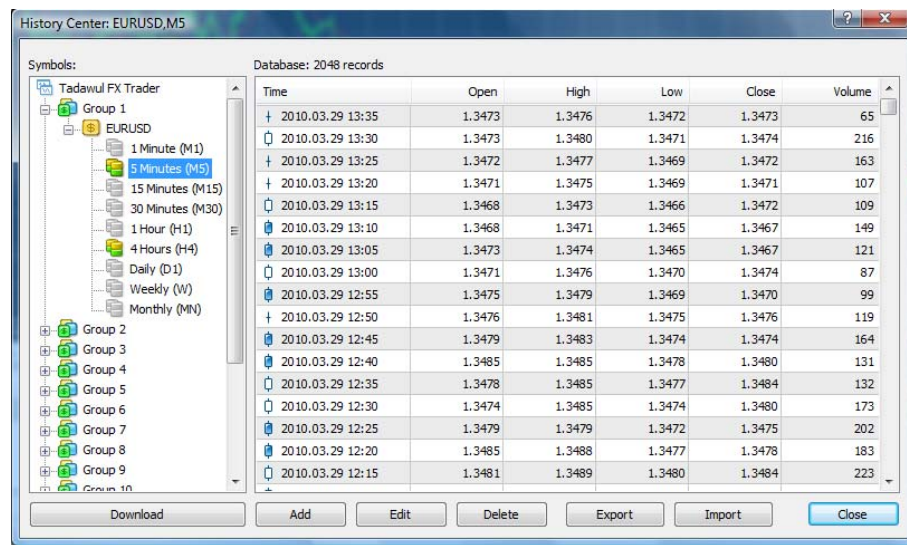 History Center: EURUSD,M5
Symbols:
Database: 2048 records
Tadawul FX Trader
Group 1
EURUSD
1 Minute (M1)
5 Minutes (M5)
15 Minutes (M15)
30 Minutes (M30)
1 Hour (H1)
4 Hours (H4)
Daily (D1)
Weekly (W)
Monthly (MN)
Group 2
Group 3
Group 4
Group 5
Group 6
Group 7
Group 8
Group 9
Group 10
Time Open High Low Close Volume
2010.03.29 13:35 1.3473 1.3476 1.3472 1.3473 65
2010.03.29 13:30 1.3473 1.3480 1.3471 1.3474 216
2010.03.29 13:25 1.3472 1.3477 1.3469 1.3472 163
2010.03.29 13:20 1.3471 1.3475 1.3469 1.3471 107
2010.03.29 13:15 1.3468 1.3473 1.3466 1.3472 109
2010.03.29 13:10 1.3468 1.3471 1.3465 1.3467 149
2010.03.29 13:05 1.3473 1.3474 1.3465 1.3467 121
2010.03.29 13:00 1.3471 1.3476 1.3470 1.3474 87
2010.03.29 12:55 1.3475 1.3479 1.3469 1.3470 99
2010.03.29 12:50 1.3476 1.3481 1.3475 1.3476 119
2010.03.29 12:45 1.3479 1.3483 1.3474 1.3474 164
2010.03.29 12:40 1.3485 1.3485 1.3478 1.3480 131
2010.03.29 12:35 1.3478 1.3485 1.3477 1.3484 132
2010.03.29 12:30 1.3474 1.3485 1.3474 1.3480 173
2010.03.29 12:25 1.3479 1.3479 1.3472 1.3475 202
2010.03.29 12:20 1.3485 1.3488 1.3477 1.3478 183
2010.03.29 12:15 1.3481 1.3489 1.3480 1.3484 223
Download Add Edit Delete Export Import Close